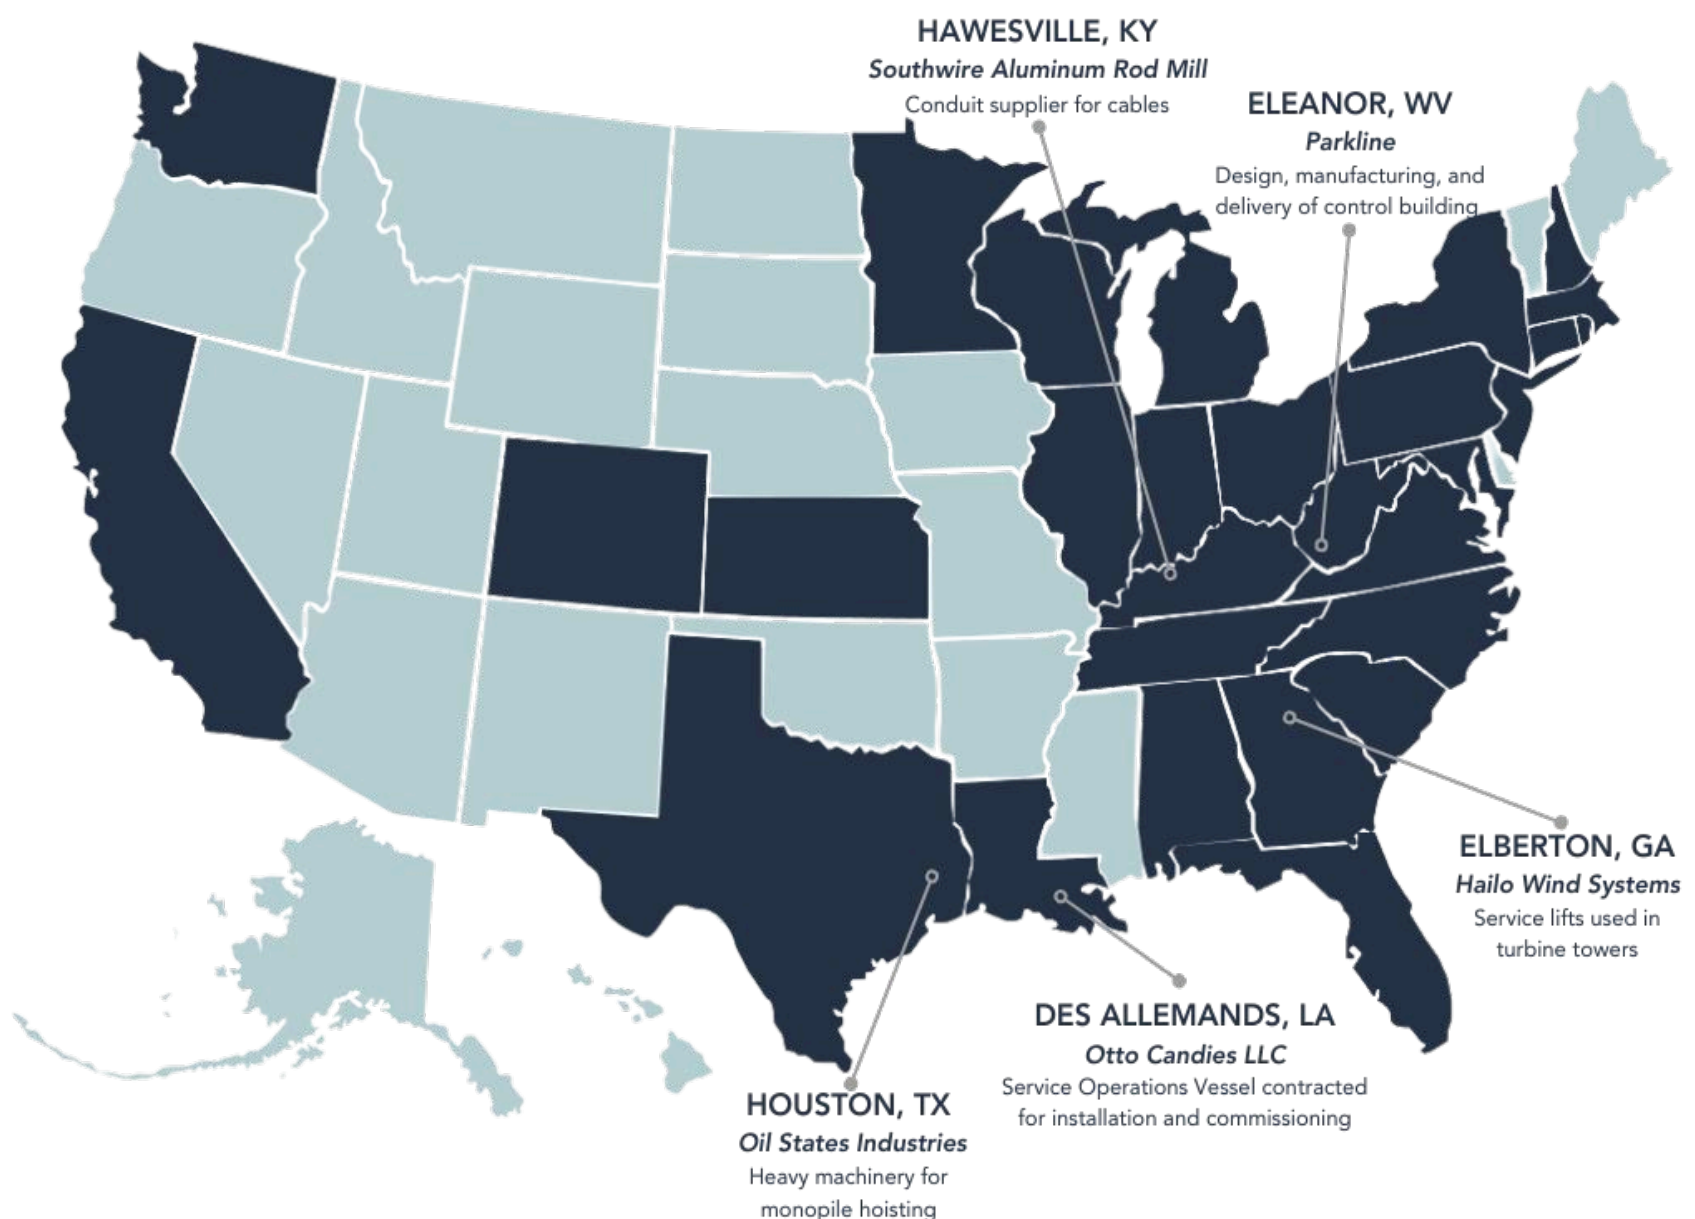 HAWESVILLE, KY
Southwire Aluminum Rod Mill
Conduit supplier for cables
ELEANOR, WV
Parkline
Design, manufacturing, and
delivery of control building
ELBERTON, GA
Hailo Wind Systems
Service lifts used in
turbine towers
DES ALLEMANDS, LA
Otto Candies LLC
Service Operations Vessel contracted
for installation and commissioning
HOUSTON, TX
Oil States Industries
Heavy machinery for
monopile hoisting